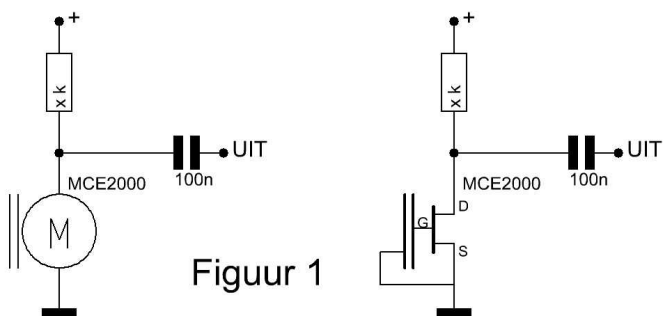 +
x k
UIT
100n
MCE2000
M
Figuur 1
+
x k
UIT
100n
MCE2000
D
G
S